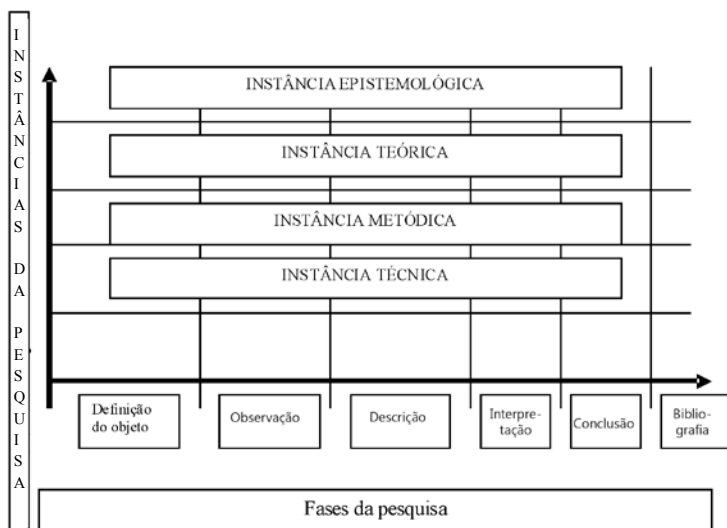 INSTÂNCIAS DA PESQUISA
INSTÂNCIA EPISTEMOLÓGICA
INSTÂNCIA TEÓRICA
INSTÂNCIA METÓDICA
INSTÂNCIA TÉCNICA
Definição
do objeto
Observação
Descrição
Interpre-
tação
Conclusão
Biblio-
grafia
Fases da pesquisa